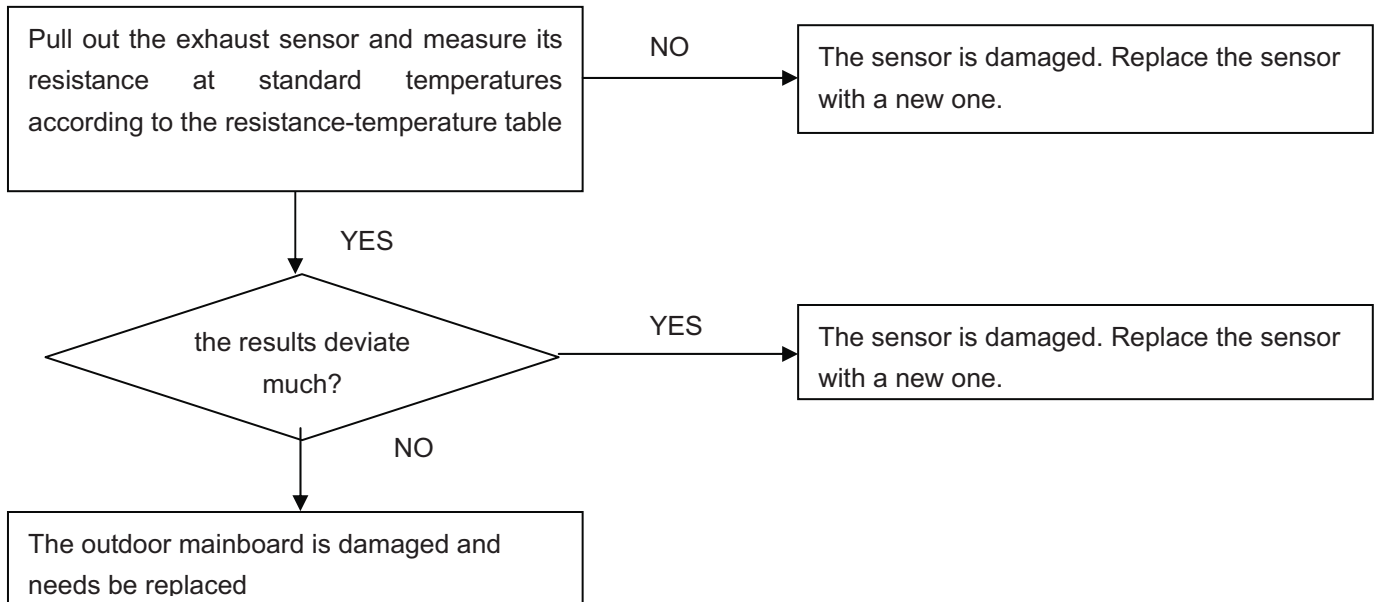 Pull out the exhaust sensor and measure its
resistance at standard temperatures
according to the resistance-temperature table
NO
The sensor is damaged. Replace the sensor
with a new one.
YES
the results deviate
much?
YES
The sensor is damaged. Replace the sensor
with a new one.
NO
The outdoor mainboard is damaged and
needs be replaced